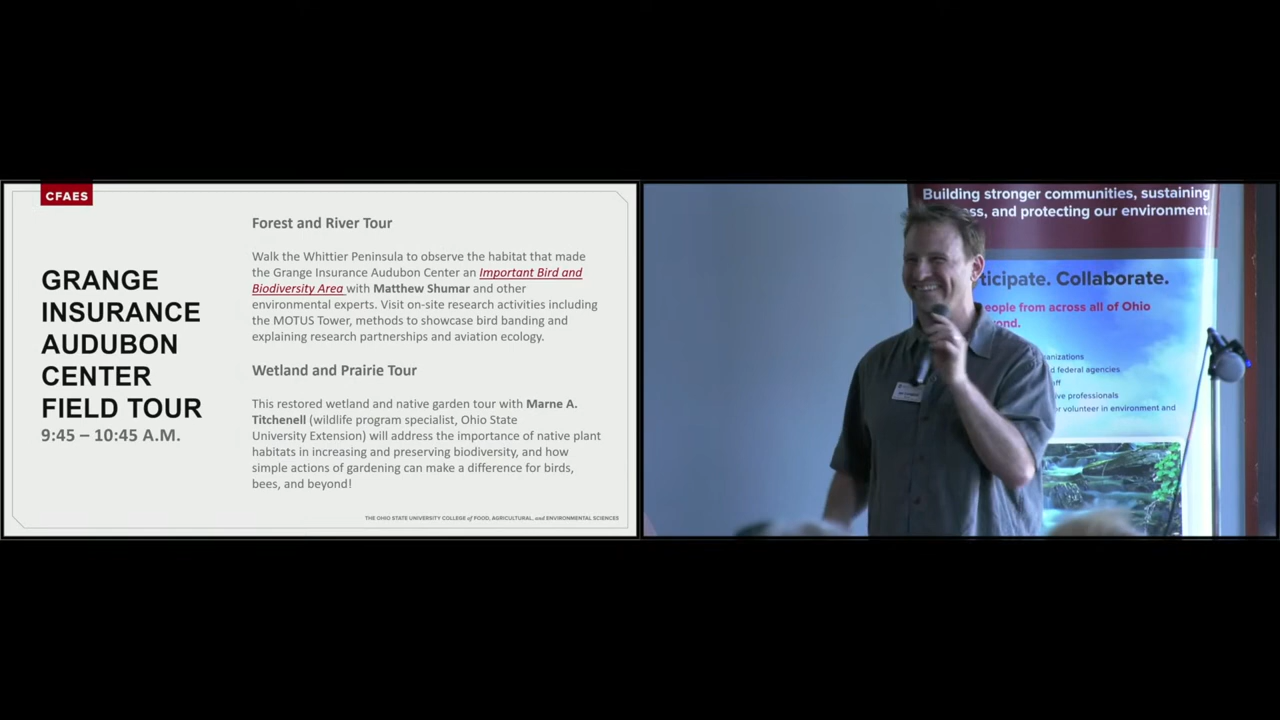 CFAES
GRANGE
INSURANCE
AUDUBON
CENTER
FIELD TOUR
9:45 – 10:45 A.M.
Forest and River Tour
Walk the Whittier Peninsula to observe the habitat that made
the Grange Insurance Audubon Center an Important Bird and
Biodiversity Area with Matthew Shumar and other
environmental experts. Visit on-site research activities including
the MOTUS Tower, methods to showcase bird banding and
explaining research partnerships and aviation ecology.
Wetland and Prairie Tour
This restored wetland and native garden tour with Marne A.
Titchenell (wildlife program specialist, Ohio State
University Extension) will address the importance of native plant
habitats in increasing and preserving biodiversity, and how
simple actions of gardening can make a difference for birds,
bees, and beyond!
THE OHIO STATE UNIVERSITY COLLEGE of FOOD, AGRICULTURAL, and ENVIRONMENTAL SCIENCES
Building stronger communities, sustaining
and protecting our environment.
Collaborate.
people from across all of Ohio
and federal agencies
professionals
or volunteer in environment and